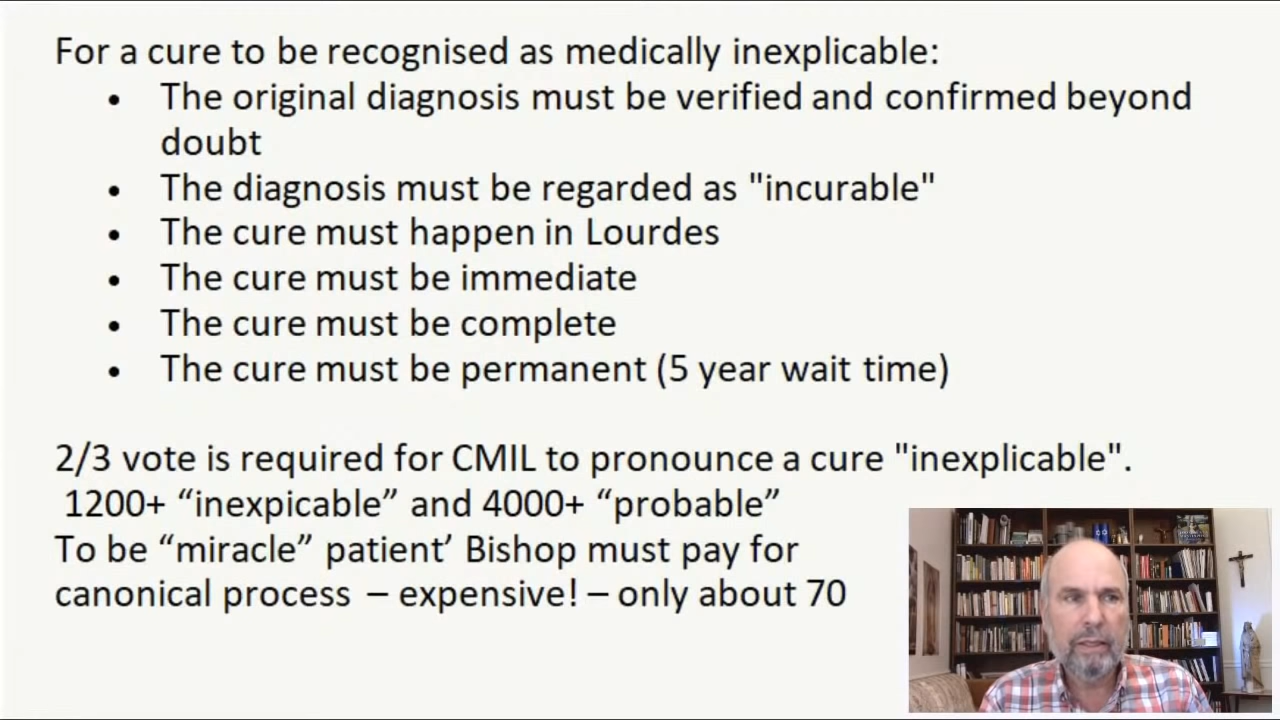 For a cure to be recognised as medically inexplicable:
• The original diagnosis must be verified and confirmed beyond
doubt
• The diagnosis must be regarded as "incurable"
• The cure must happen in Lourdes
• The cure must be immediate
• The cure must be complete
• The cure must be permanent (5 year wait time)
2/3 vote is required for CMIL to pronounce a cure "inexplicable".
1200+ “inexpicable” and 4000+ “probable”
To be “miracle” patient’ Bishop must pay for
canonical process – expensive! – only about 70